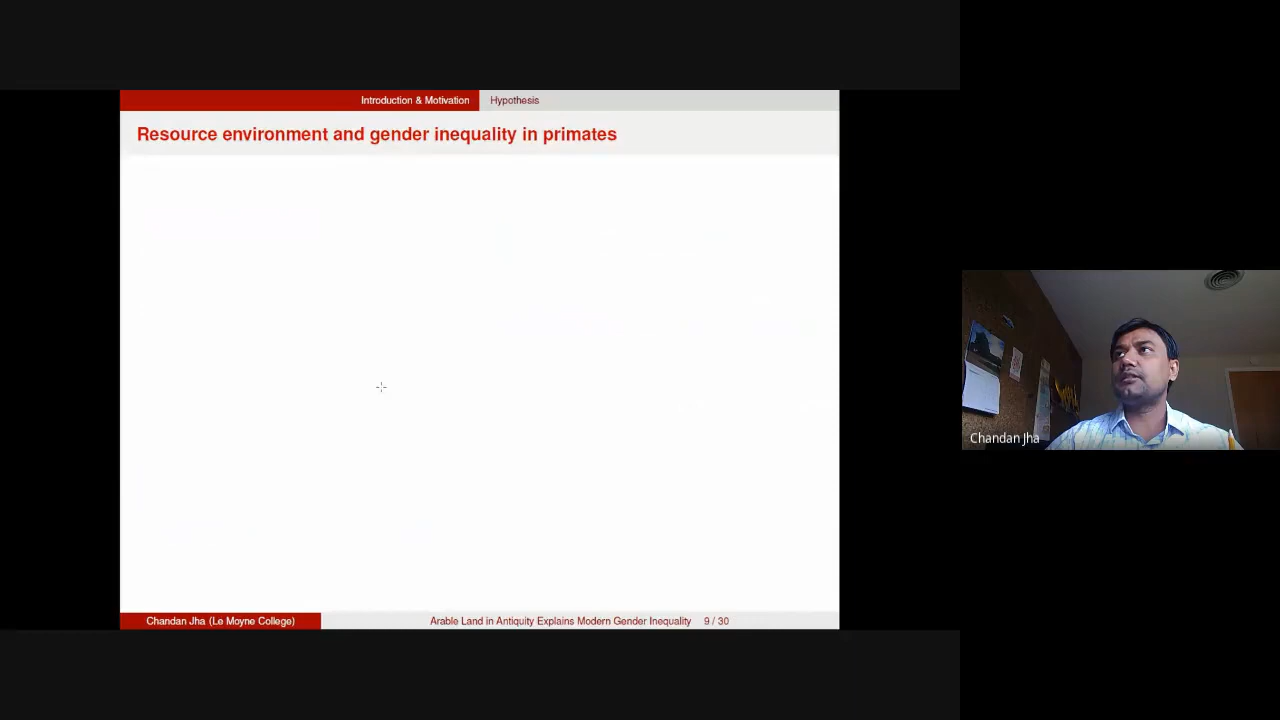 Introduction & Motivation Hypothesis
Resource environment and gender inequality in primates
Chandan Jha
Chandan Jha (Le Moyne College) Arable Land in Antiquity Explains Modern Gender Inequality 9 / 30